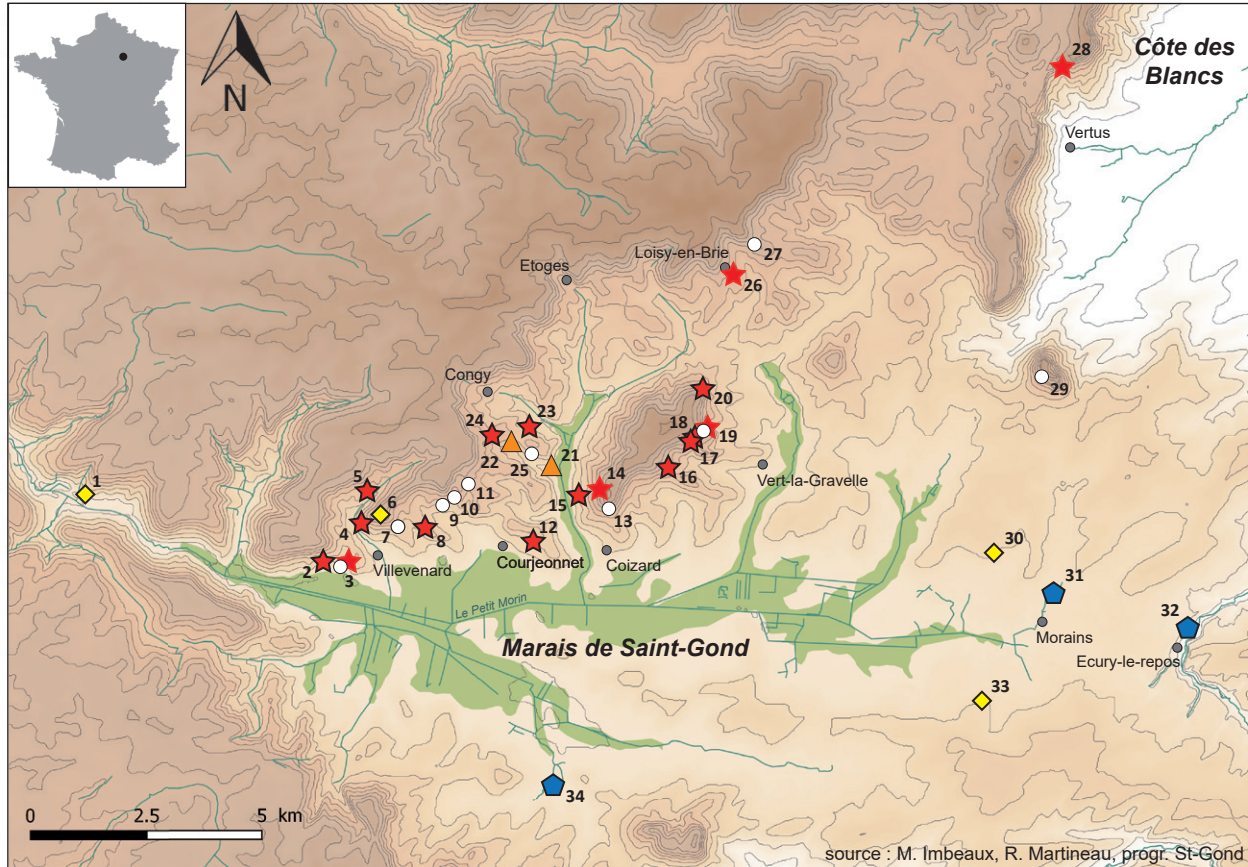 N
28
Côte des
Blancs
Vertus
27
Loisy-en-Brie
Etoges
26
29
Congy
20
23
24
18
19
22
25
21
17
5
14
16
1
6
11
15
Vert-la-Gravelle
10
4
7
9
13
8
12
30
2
3
Villevenard
Courjeonnet
Coizard
31
Le Petit Morin
32
Morains
Marais de Saint-Gond
Ecury-le-repos
33
34
0
2.5
5
km
source : M. Imbeaux, R. Martineau, progr. St-Gond